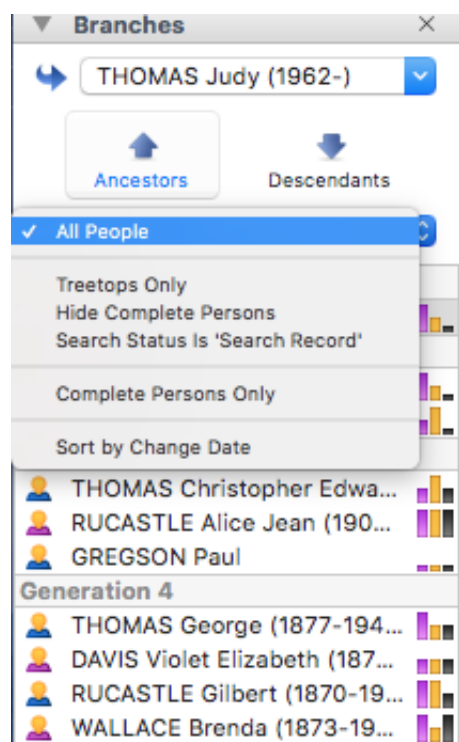 Branches
THOMAS Judy (1962-)
Ancestors Descendants
All People
Treetops Only
Hide Complete Persons
Search Status Is 'Search Record'
Complete Persons Only
Sort by Change Date
THOMAS Christopher Edwa...
RUCASTLE Alice Jean (190...
GREGSON Paul
Generation 4
THOMAS George (1877-194...
DAVIS Violet Elizabeth (187...
RUCASTLE Gilbert (1870-19...
WALLACE Brenda (1873-19...